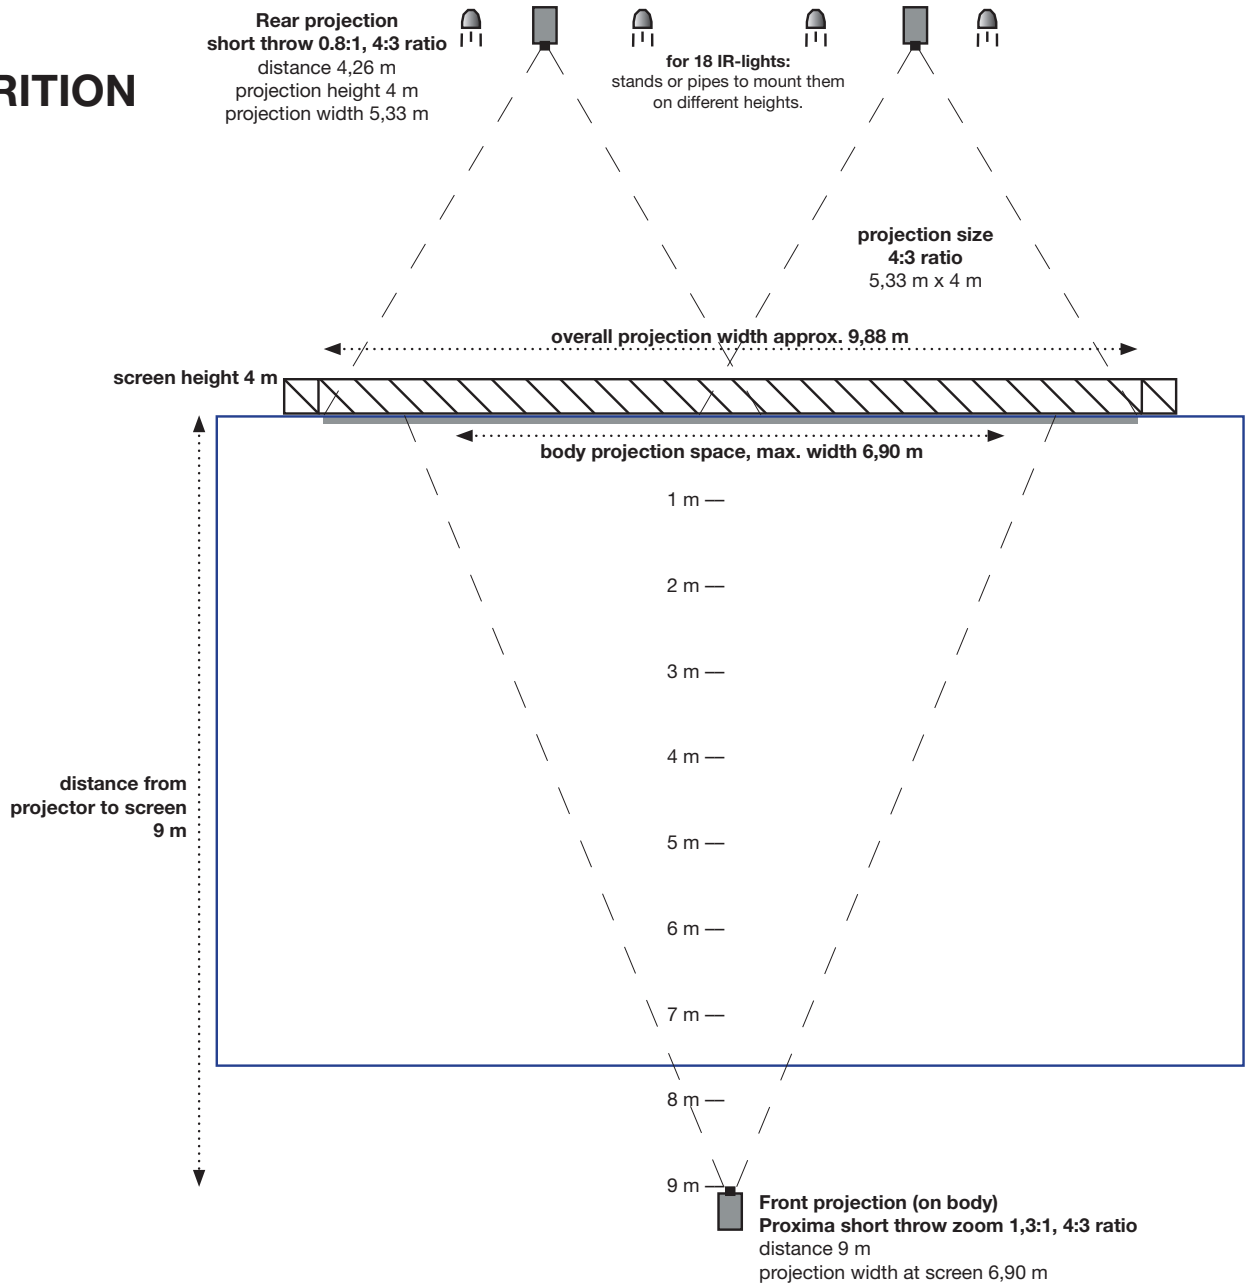 RITION
Rear projection
short throw 0.8:1, 4:3 ratio
distance 4,26 m
projection height 4 m
projection width 5,33 m
for 18 IR-lights:
stands or pipes to mount them
on different heights.
projection size
4:3 ratio
5,33 m x 4 m
overall projection width approx. 9,88 m
screen height 4 m
body projection space, max. width 6,90 m
1 m
2 m
3 m
4 m
5 m
6 m
7 m
8 m
9 m
distance from
projector to screen
9 m
Front projection (on body)
Proxima short throw zoom 1,3:1, 4:3 ratio
distance 9 m
projection width at screen 6,90 m